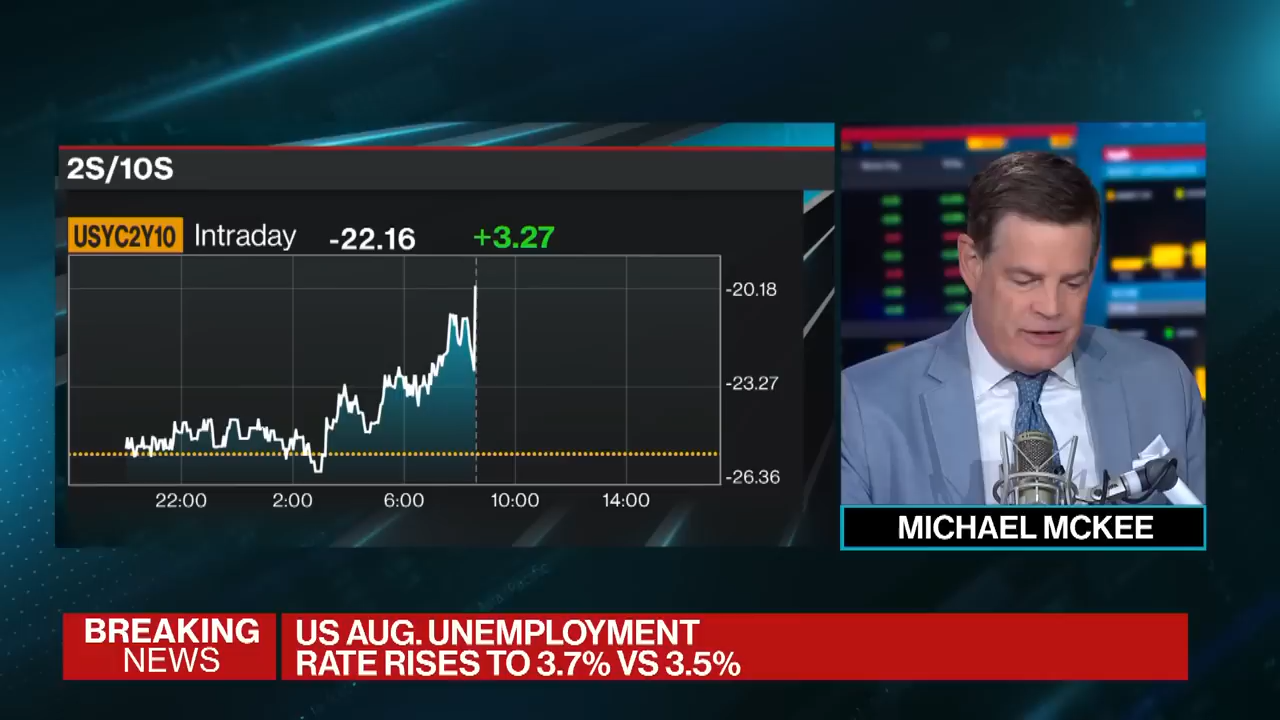 2S/10S
USYC2Y10 Intraday -22.16 +3.27
-20.18
-23.27
-26.36
22:00 2:00 6:00 10:00 14:00
MICHAEL MCKEE
BREAKING
NEWS
US AUG. UNEMPLOYMENT
RATE RISES TO 3.7% VS 3.5%